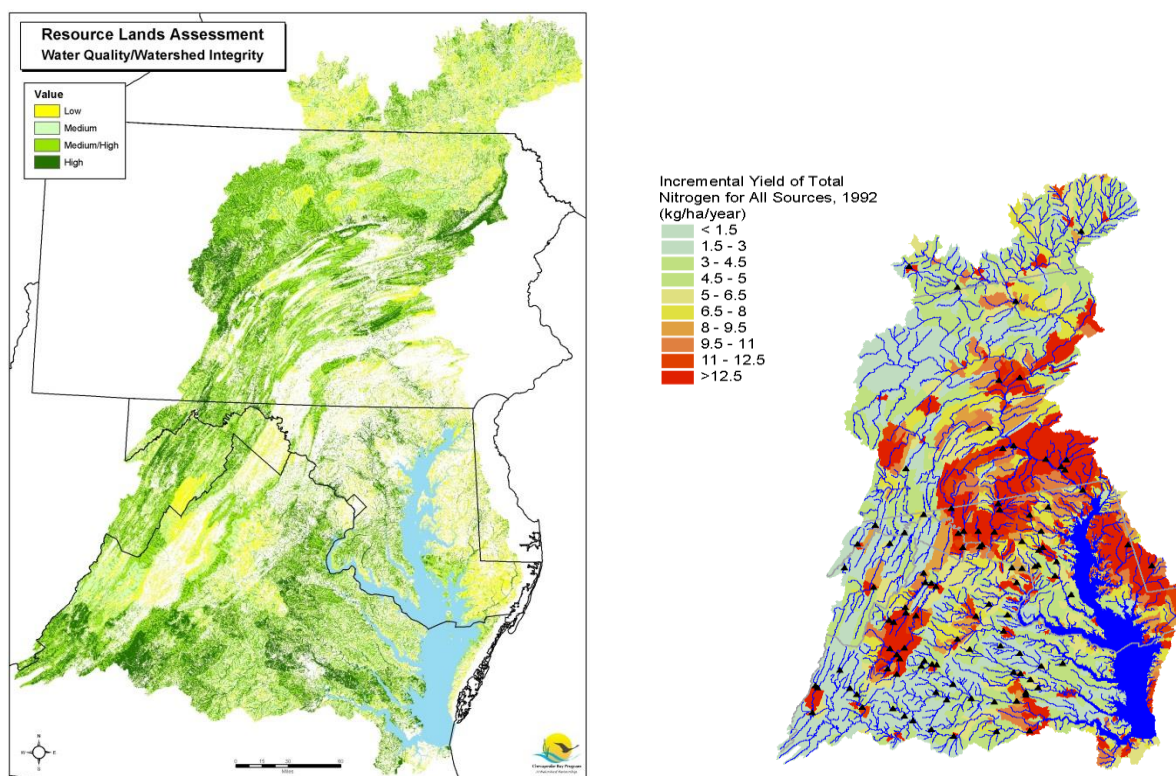 Resource Lands Assessment
Water Quality/Watershed Integrity
Value
Low
Medium
Medium/High
High
N
W
E
S
Miles
Chesapeake Bay Program
Incremental Yield of Total
Nitrogen for All Sources, 1992
(kg/ha/year)
< 1.5
1.5 - 3
3 - 4.5
4.5 - 5
5 - 6.5
6.5 - 8
8 - 9.5
9.5 - 11
11 - 12.5
>12.5